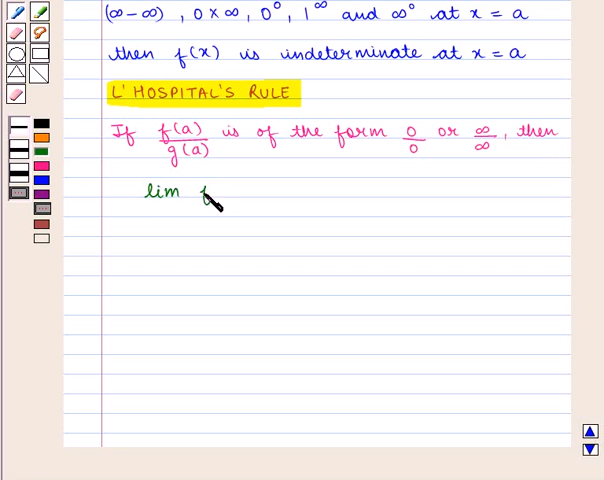 (∞ - ∞), 0 × ∞, 0⁰, 1^∞ and ∞⁰ at x = a
then f(x) is indeterminate at x = a
L'HOSPITAL'S RULE
If f(a)/g(a) is of the form 0/0 or ∞/∞, then
lim f